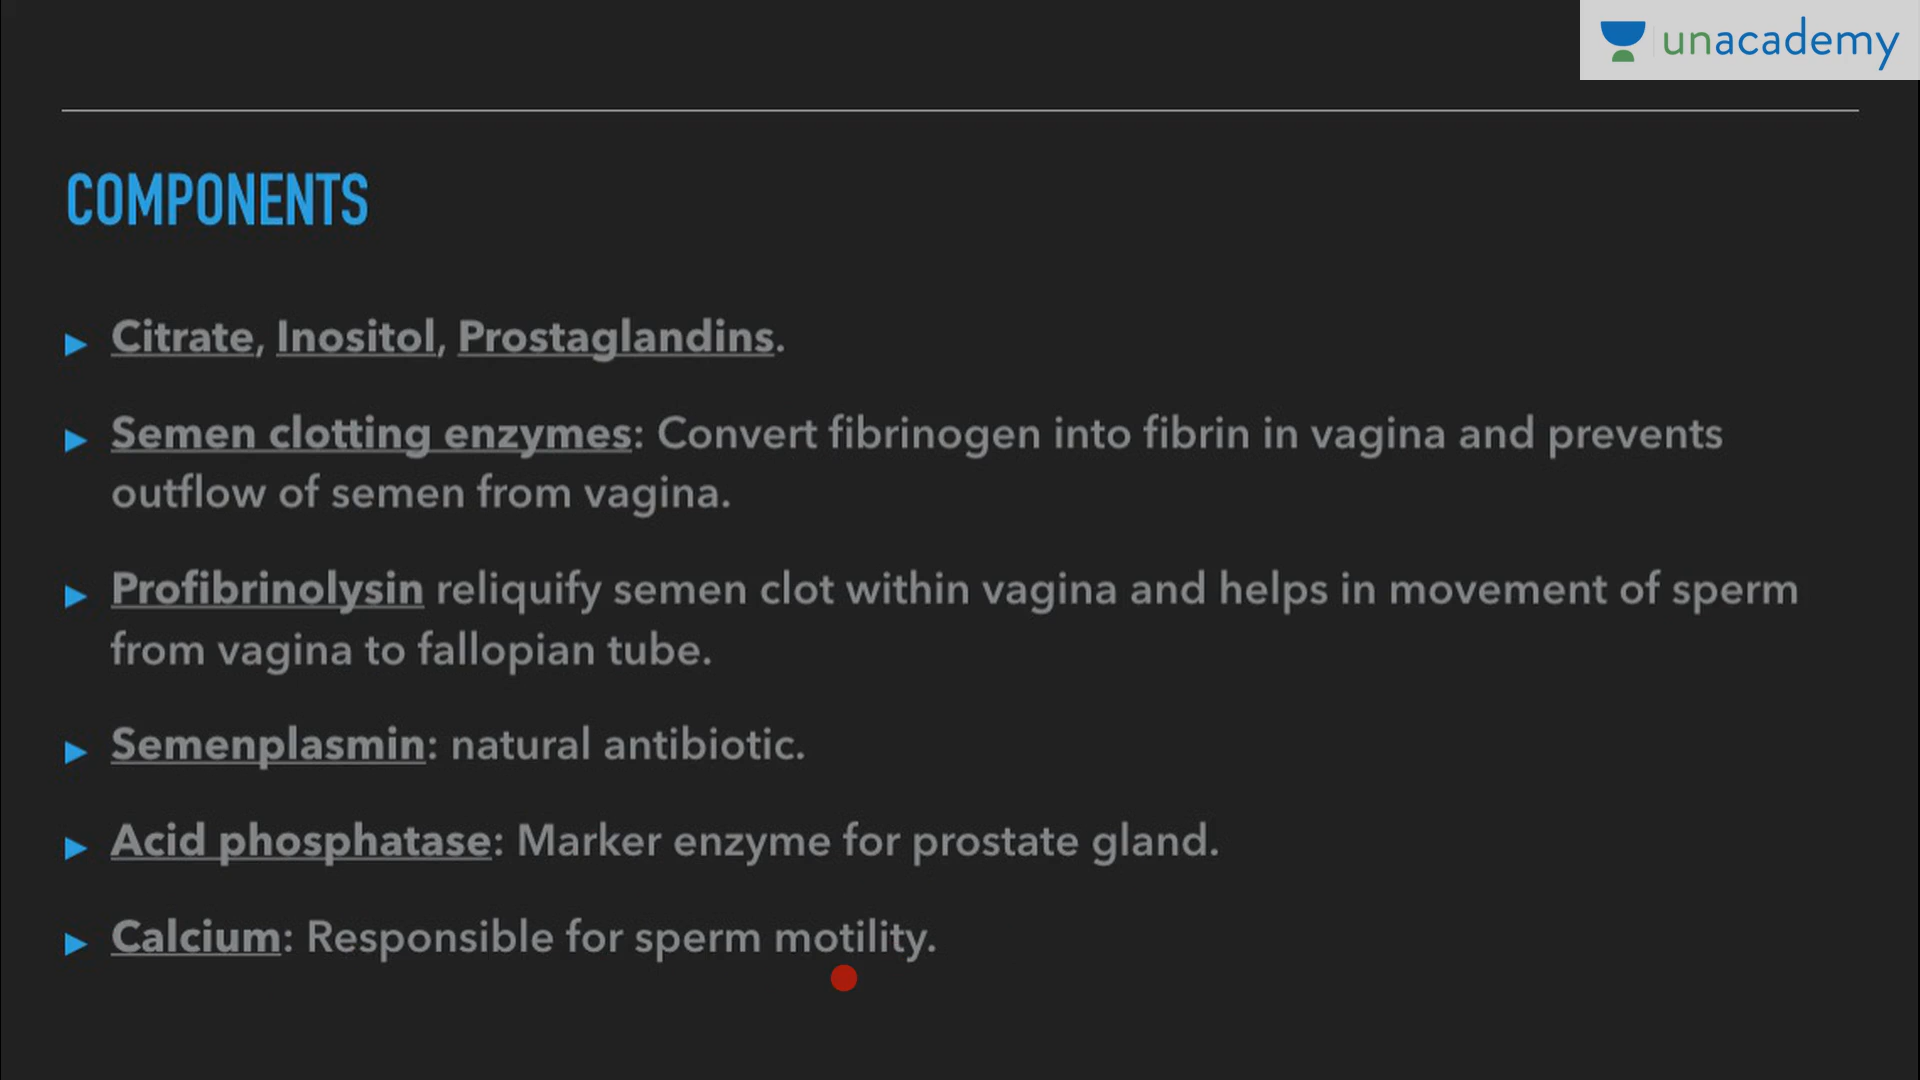 unacademy
COMPONENTS
Citrate, Inositol, Prostaglandins.
Semen clotting enzymes: Convert fibrinogen into fibrin in vagina and prevents
outflow of semen from vagina.
Profibrinolysin reliquify semen clot within vagina and helps in movement of sperm
from vagina to fallopian tube.
Semenplasmin: natural antibiotic.
Acid phosphatase: Marker enzyme for prostate gland.
Calcium: Responsible for sperm motility.